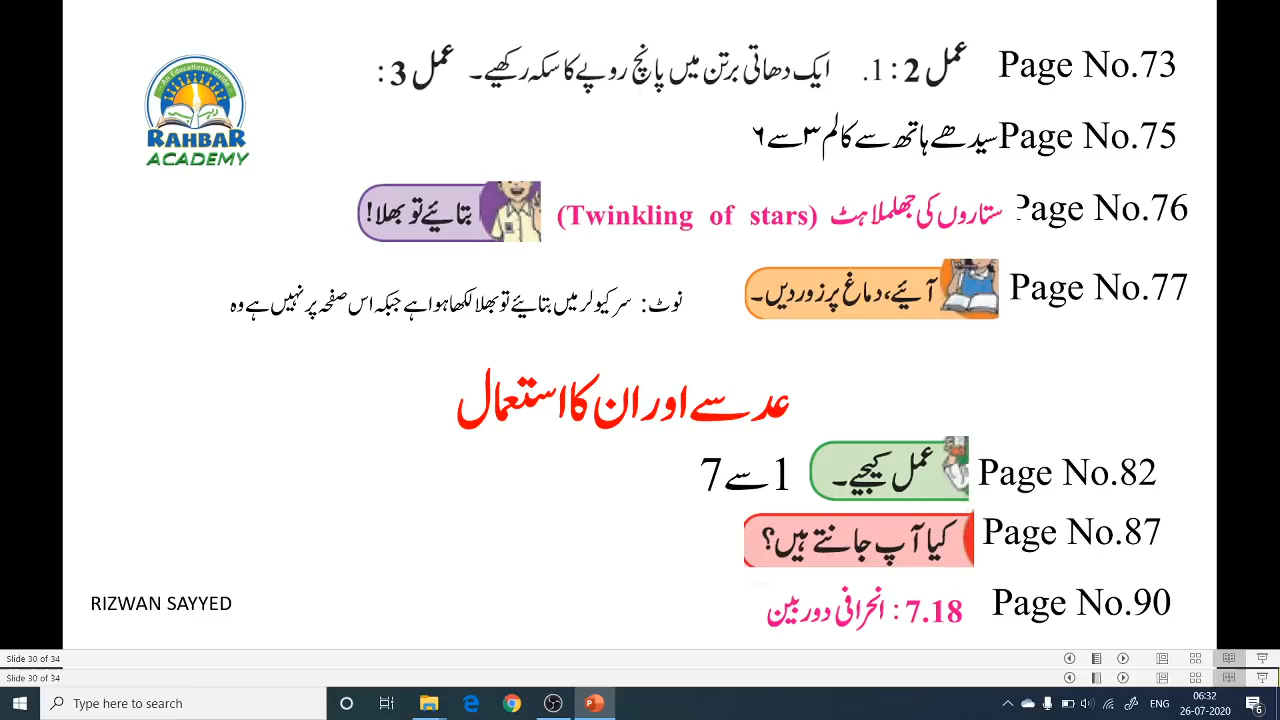 Page No.73 عمل 2 : 1. ایک دھاتی برتن میں پانچ روپے کا سکہ رکھیے۔ عمل 3 :
An Educational Guide
RAHBAR
ACADEMY
Page No.75 سیدھے ہاتھ سے کالم ۳ سے ۶
Page No.76 ستاروں کی جھلملاہٹ (Twinkling of stars) بتائیے تو بھلا!
Page No.77 آئیے، دماغ پر زور دیں۔ نوٹ: سرکیولر میں بتائیے تو بھلا لکھا ہوا ہے جبکہ اس صفحہ پر نہیں ہے وہ
عدسے اور ان کا استعمال
Page No.82 عمل کیجیے۔ 1 سے 7
Page No.87 کیا آپ جانتے ہیں؟
Page No.90 7.18 : انحرافی دوربین
RIZWAN SAYYED
Slide 30 of 34
Slide 30 of 34
Type here to search
ENG
06:32
26-07-2020
6